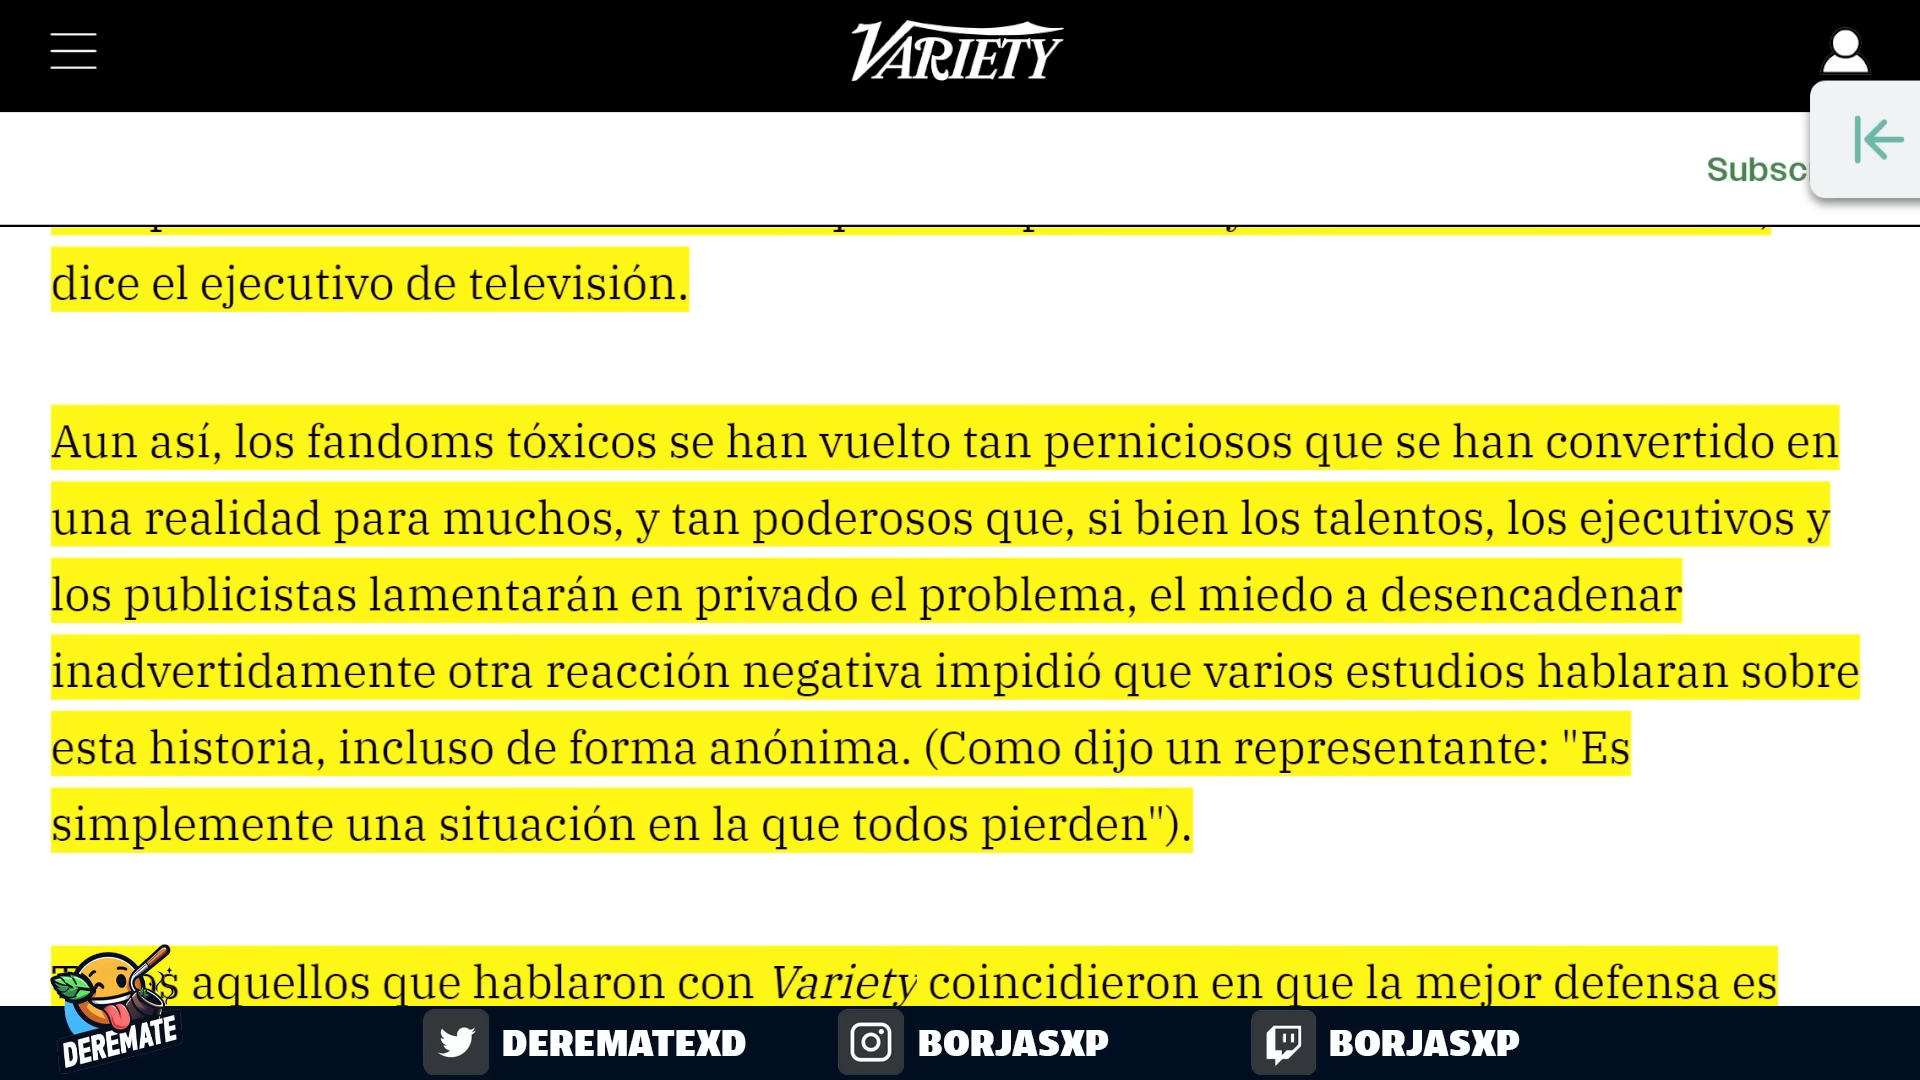 VARIETY
Subsc
dice el ejecutivo de televisión.
Aun así, los fandoms tóxicos se han vuelto tan perniciosos que se han convertido en
una realidad para muchos, y tan poderosos que, si bien los talentos, los ejecutivos y
los publicistas lamentarán en privado el problema, el miedo a desencadenar
inadvertidamente otra reacción negativa impidió que varios estudios hablaran sobre
esta historia, incluso de forma anónima. (Como dijo un representante: "Es
simplemente una situación en la que todos pierden").
aquellos que hablaron con Variety coincidieron en que la mejor defensa es
DEREMATE
DEREMATEXD
BORJASXP
BORJASXP